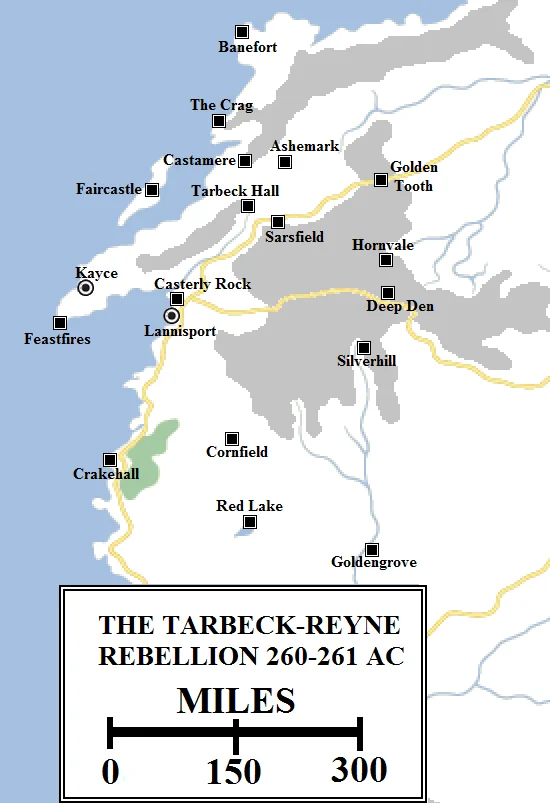 Banefort
The Crag
Ashemark
Castamere
Golden
Tooth
Faircastle
Tarbeck Hall
Sarsfield
Hornvale
Kayce
Casterly Rock
Deep Den
Lannisport
Feastfires
Silverhill
Cornfield
Crakehall
Red Lake
Goldengrove
THE TARBECK-REYNE
REBELLION 260-261 AC
MILES
0 150 300